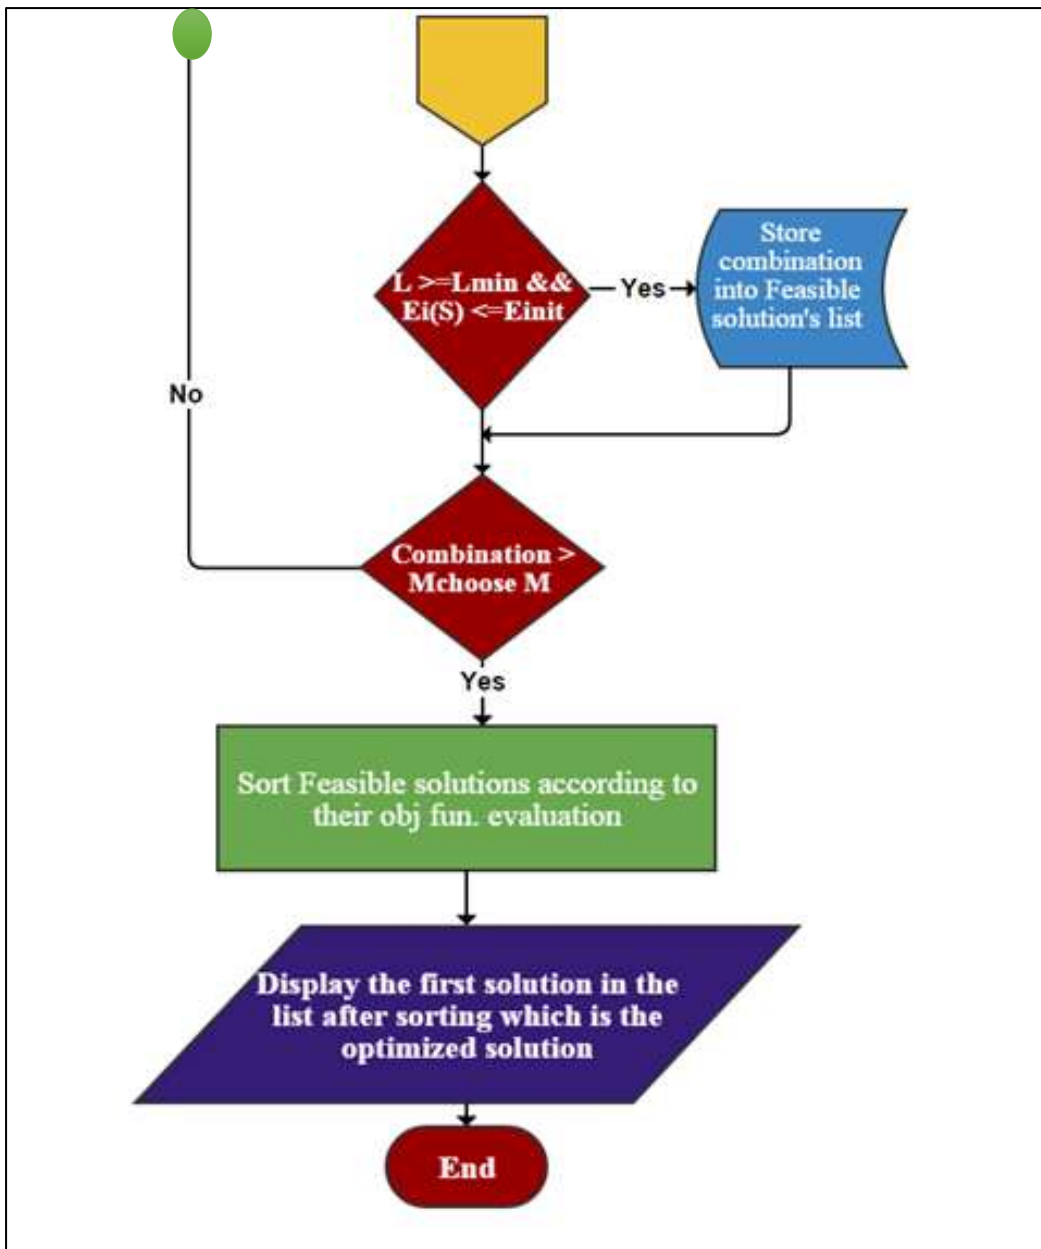 L >=Lmin &&
Ei(S) <=Einit
Yes
Store
combination
into Feasible
solution's list
No
Combination >
Mchoose M
Yes
Sort Feasible solutions according to
their obj fun. evaluation
Display the first solution in the
list after sorting which is the
optimized solution
End